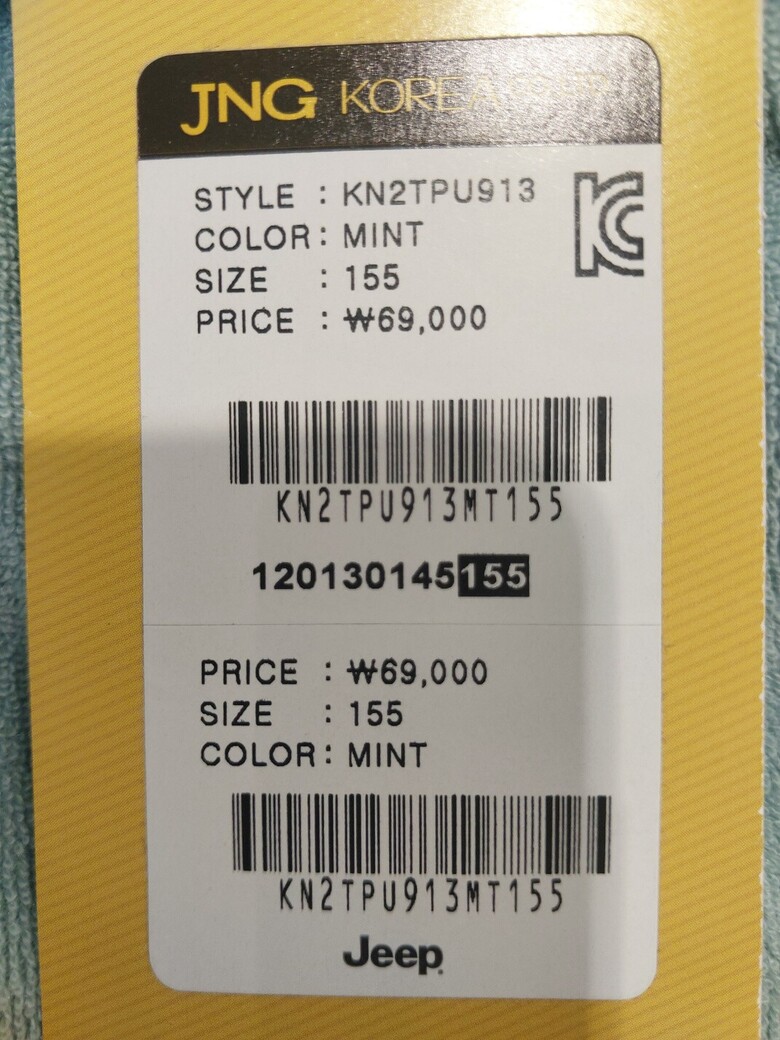 JNG KOREA
STYLE : KN2TPU913
COLOR : MINT
SIZE : 155
PRICE : ₩69,000
KN2TPU913MT155
120130145155
PRICE : ₩69,000
SIZE : 155
COLOR : MINT
KN2TPU913MT155
Jeep